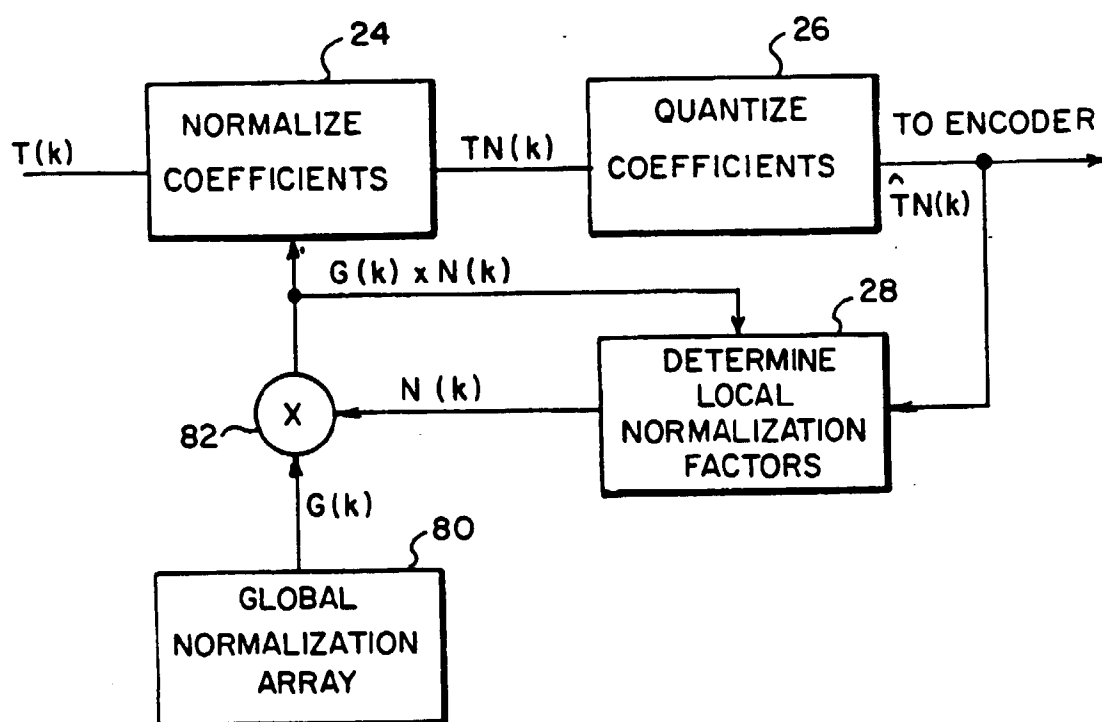 24
26
NORMALIZE
COEFFICIENTS
QUANTIZE
COEFFICIENTS
T(k)
TN(k)
TO ENCODER
T̂N(k)
G(k) x N(k)
28
DETERMINE
LOCAL
NORMALIZATION
FACTORS
N(k)
X
82
G(k)
80
GLOBAL
NORMALIZATION
ARRAY